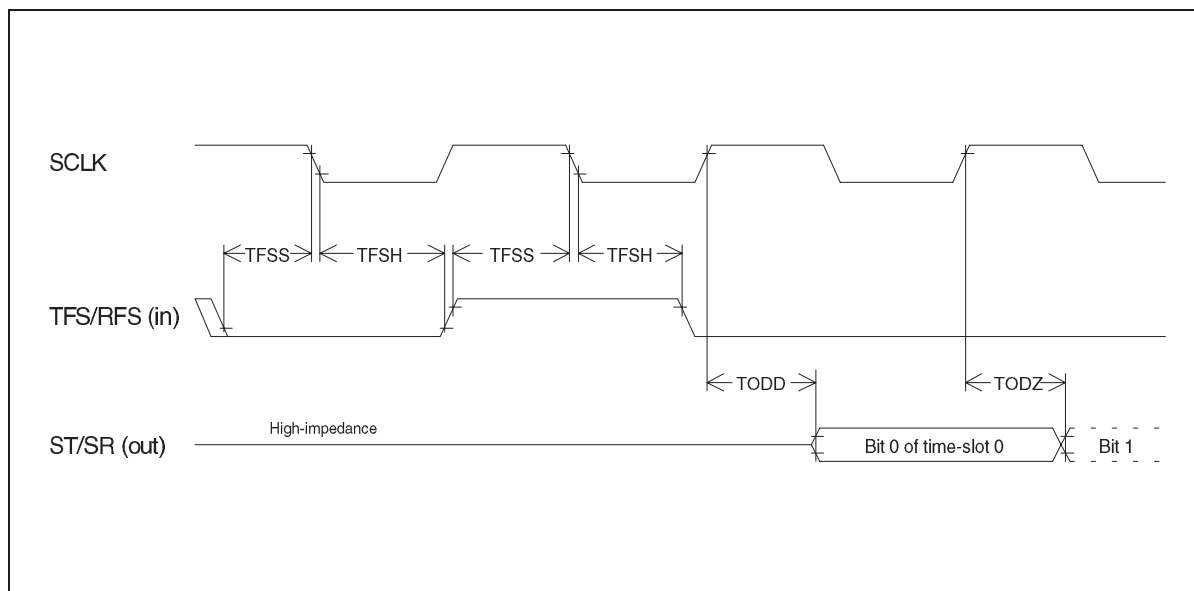 SCLK
TFSS TFSH TFSS TFSH
TFS/RFS (in)
TODD TODZ
High-impedance
ST/SR (out) Bit 0 of time-slot 0 Bit 1